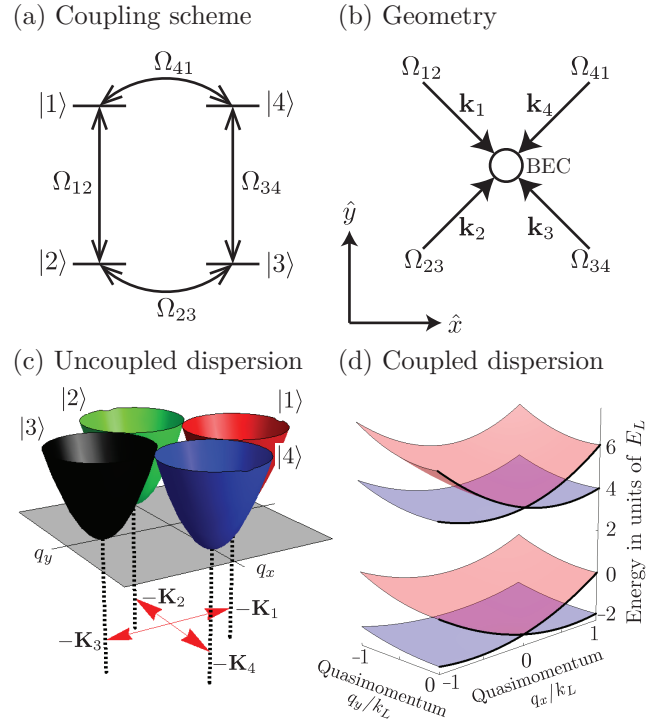 (a) Coupling scheme
Ω41
|1⟩
|4⟩
Ω12
Ω34
|2⟩
|3⟩
Ω23
(b) Geometry
Ω12
Ω41
k1
k4
BEC
k2
k3
Ω23
Ω34
ŷ
x̂
(c) Uncoupled dispersion
|2⟩
|1⟩
|3⟩
|4⟩
qy
qx
−K2
−K1
−K3
−K4
(d) Coupled dispersion
6
4
2
0
-2
Energy in units of EL
-1
0
Quasimomentum
qy/kL
-1
0
1
Quasimomentum
qx/kL